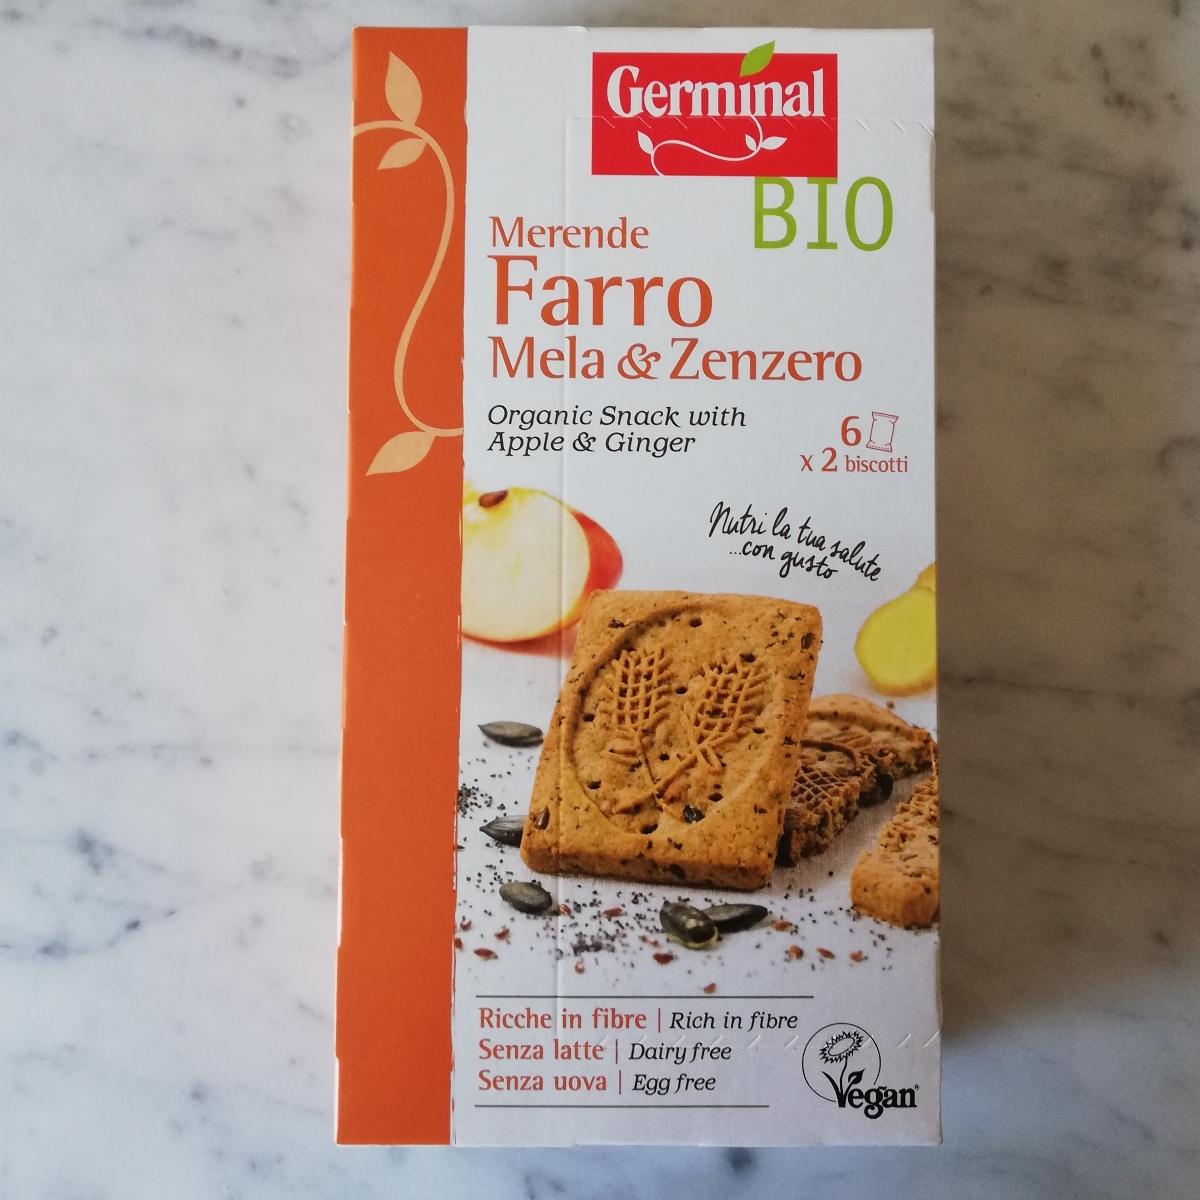 Germinal
BIO
Merende
Farro
Mela & Zenzero
Organic Snack with
Apple & Ginger
6
x 2 biscotti
Nutri la tua salute
...con gusto
Ricche in fibre | Rich in fibre
Senza latte | Dairy free
Senza uova | Egg free
Vegan